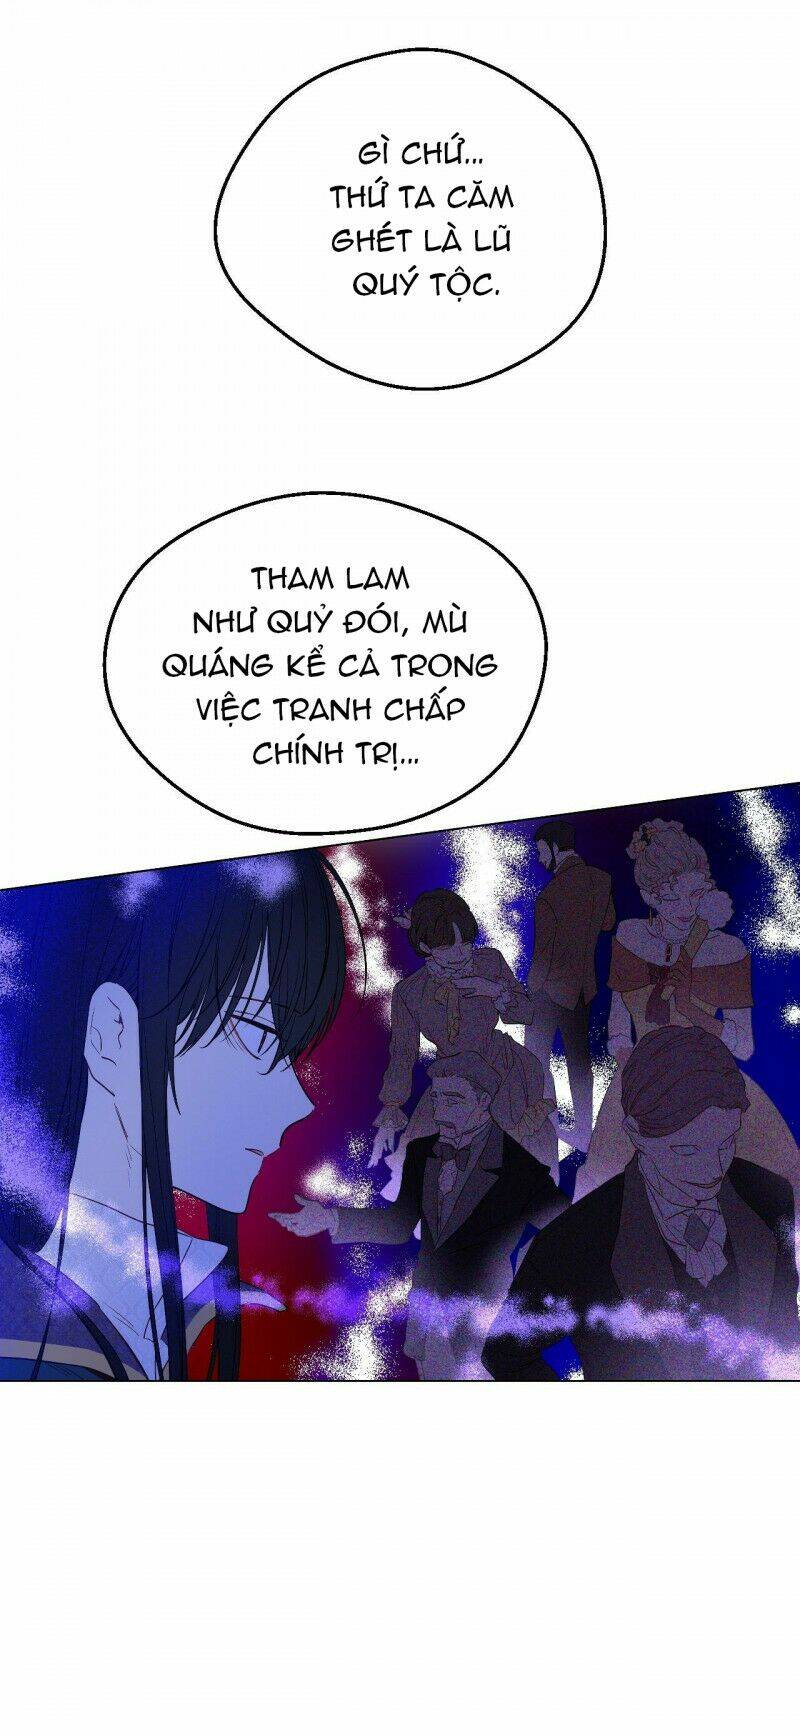 GÌ CHỨ...
THỨ TA CĂM
GHÉT LÀ LŨ
QUÝ TỘC.
THAM LAM
NHƯ QUỶ ĐÓI, MÙ
QUÁNG KỂ CẢ TRONG
VIỆC TRANH CHẤP
CHÍNH TRỊ...